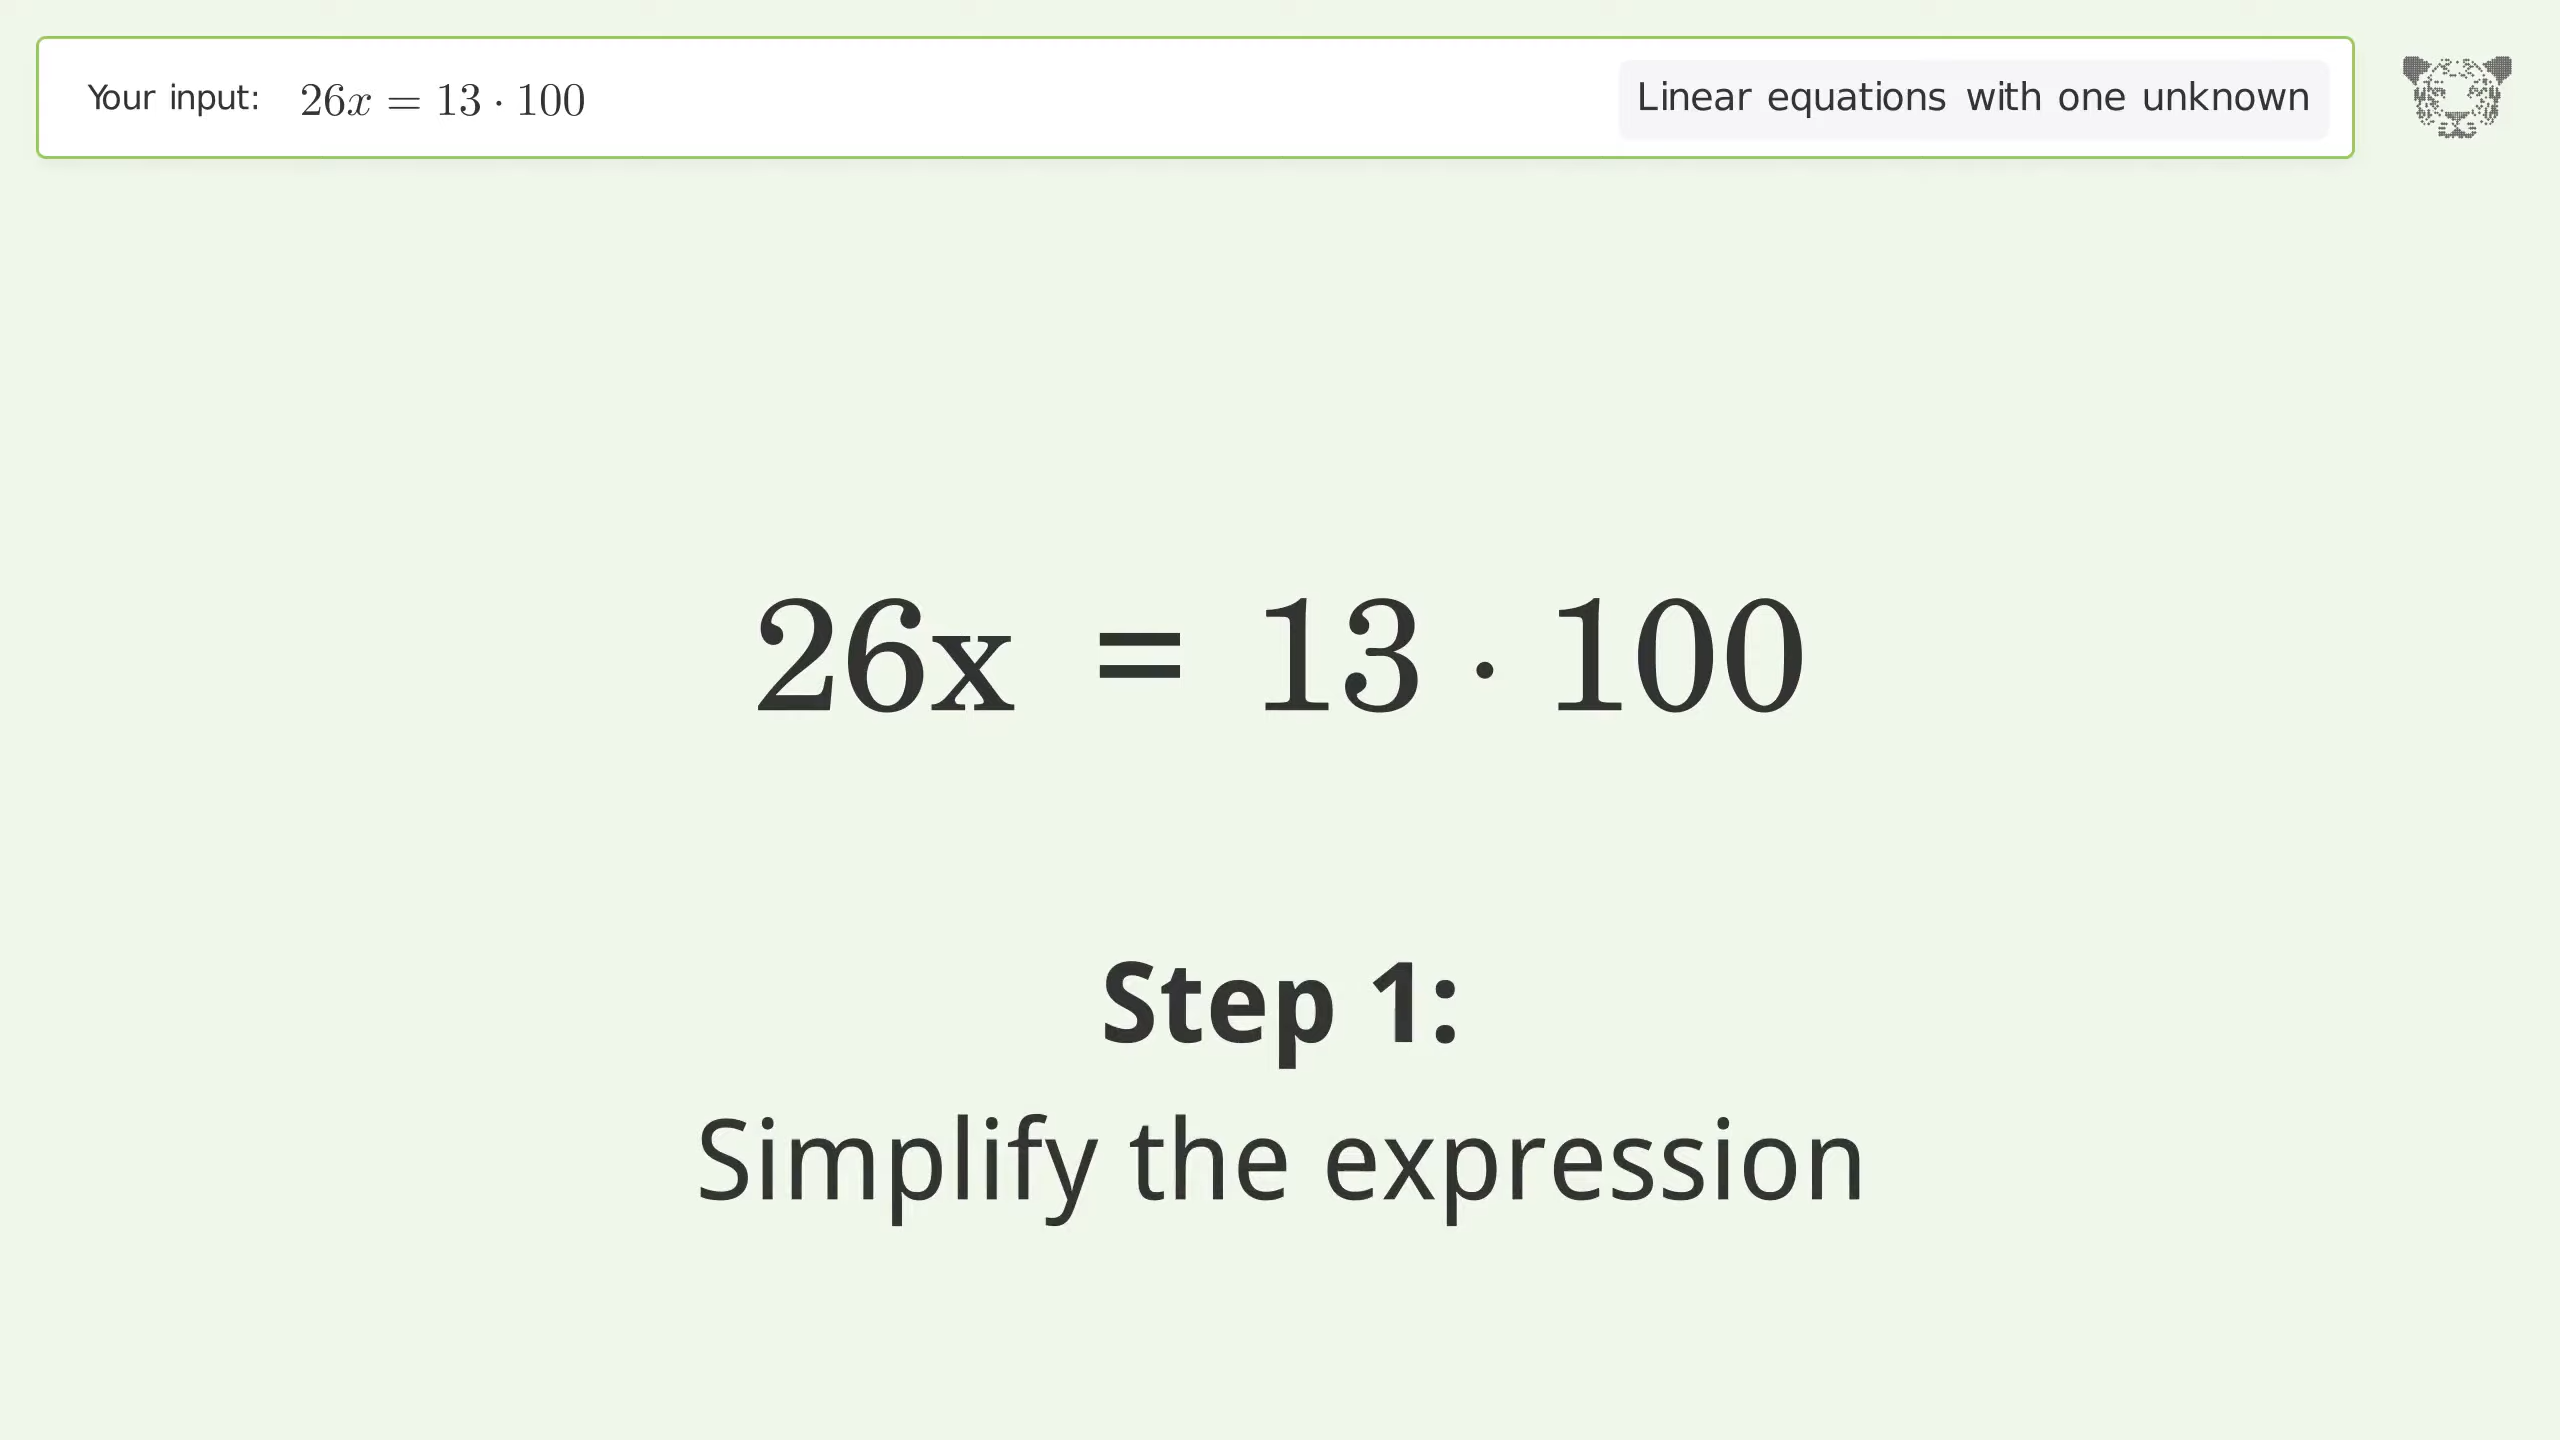 Your input: 26x = 13 · 100
Linear equations with one unknown
26x = 13 · 100
Step 1:
Simplify the expression